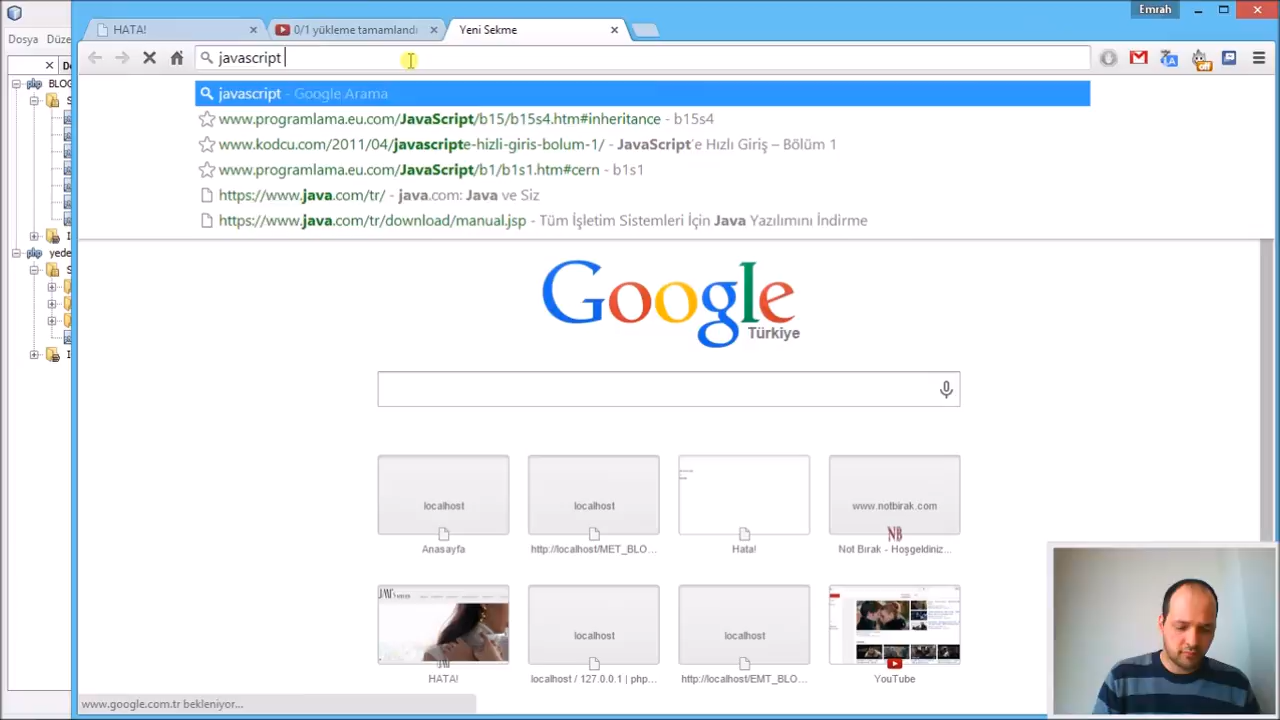 Emrah
Dosya
Düze
HATA!
0/1 yükleme tamamlandı
Yeni Sekme
javascript
javascript - Google Arama
www.programlama.eu.com/JavaScript/b15/b15s4.htm#inheritance - b15s4
www.kodcu.com/2011/04/javascripte-hizli-giris-bolum-1/ - JavaScript'e Hızlı Giriş – Bölüm 1
www.programlama.eu.com/JavaScript/b1/b1s1.htm#cern - b1s1
https://www.java.com/tr/ - java.com: Java ve Siz
https://www.java.com/tr/download/manual.jsp - Tüm İşletim Sistemleri İçin Java Yazılımını İndirme
BLOG
yede
Google
Türkiye
localhost
localhost
www.notbirak.com
NB
Anasayfa
http://localhost/MET_BLO...
Hata!
Not Bırak - Hoşgeldiniz...
localhost
localhost
HATA!
localhost / 127.0.0.1 | php...
http://localhost/EMT_BLO...
YouTube
www.google.com.tr bekleniyor...